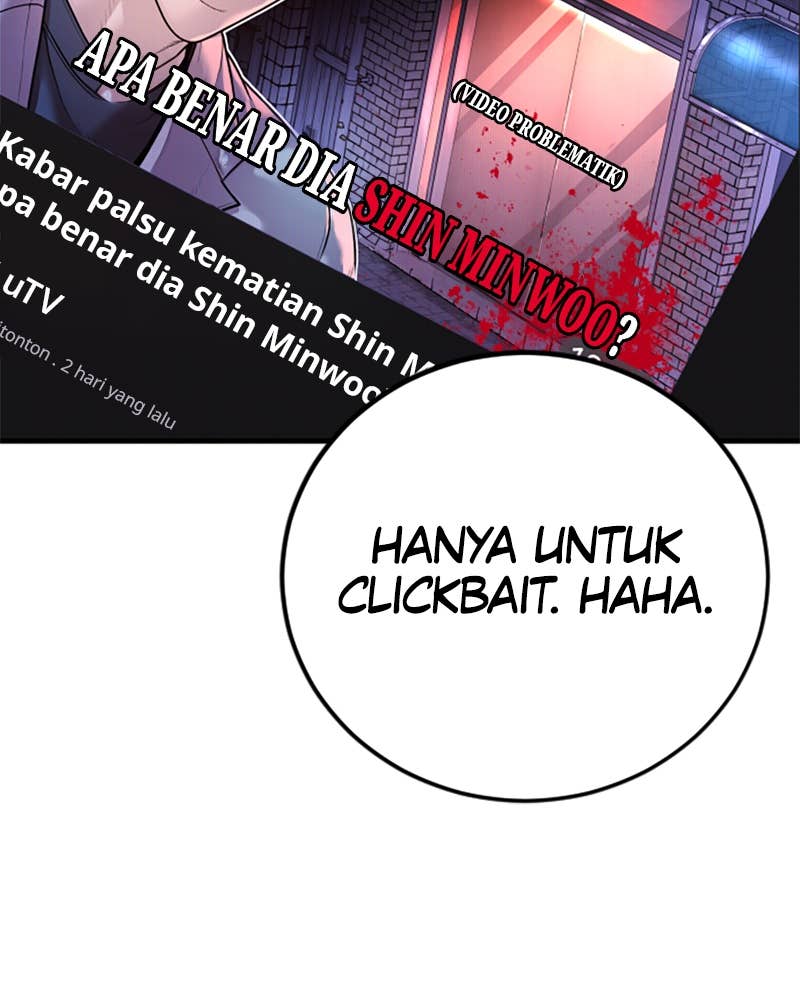 APA BENAR DIA SHIN MINWOO?
(VIDEO PROBLEMATIK)
Kabar palsu kematian Shin
pa benar dia Shin Minwoo
uTV
itonton . 2 hari yang lalu
HANYA UNTUK
CLICKBAIT. HAHA.